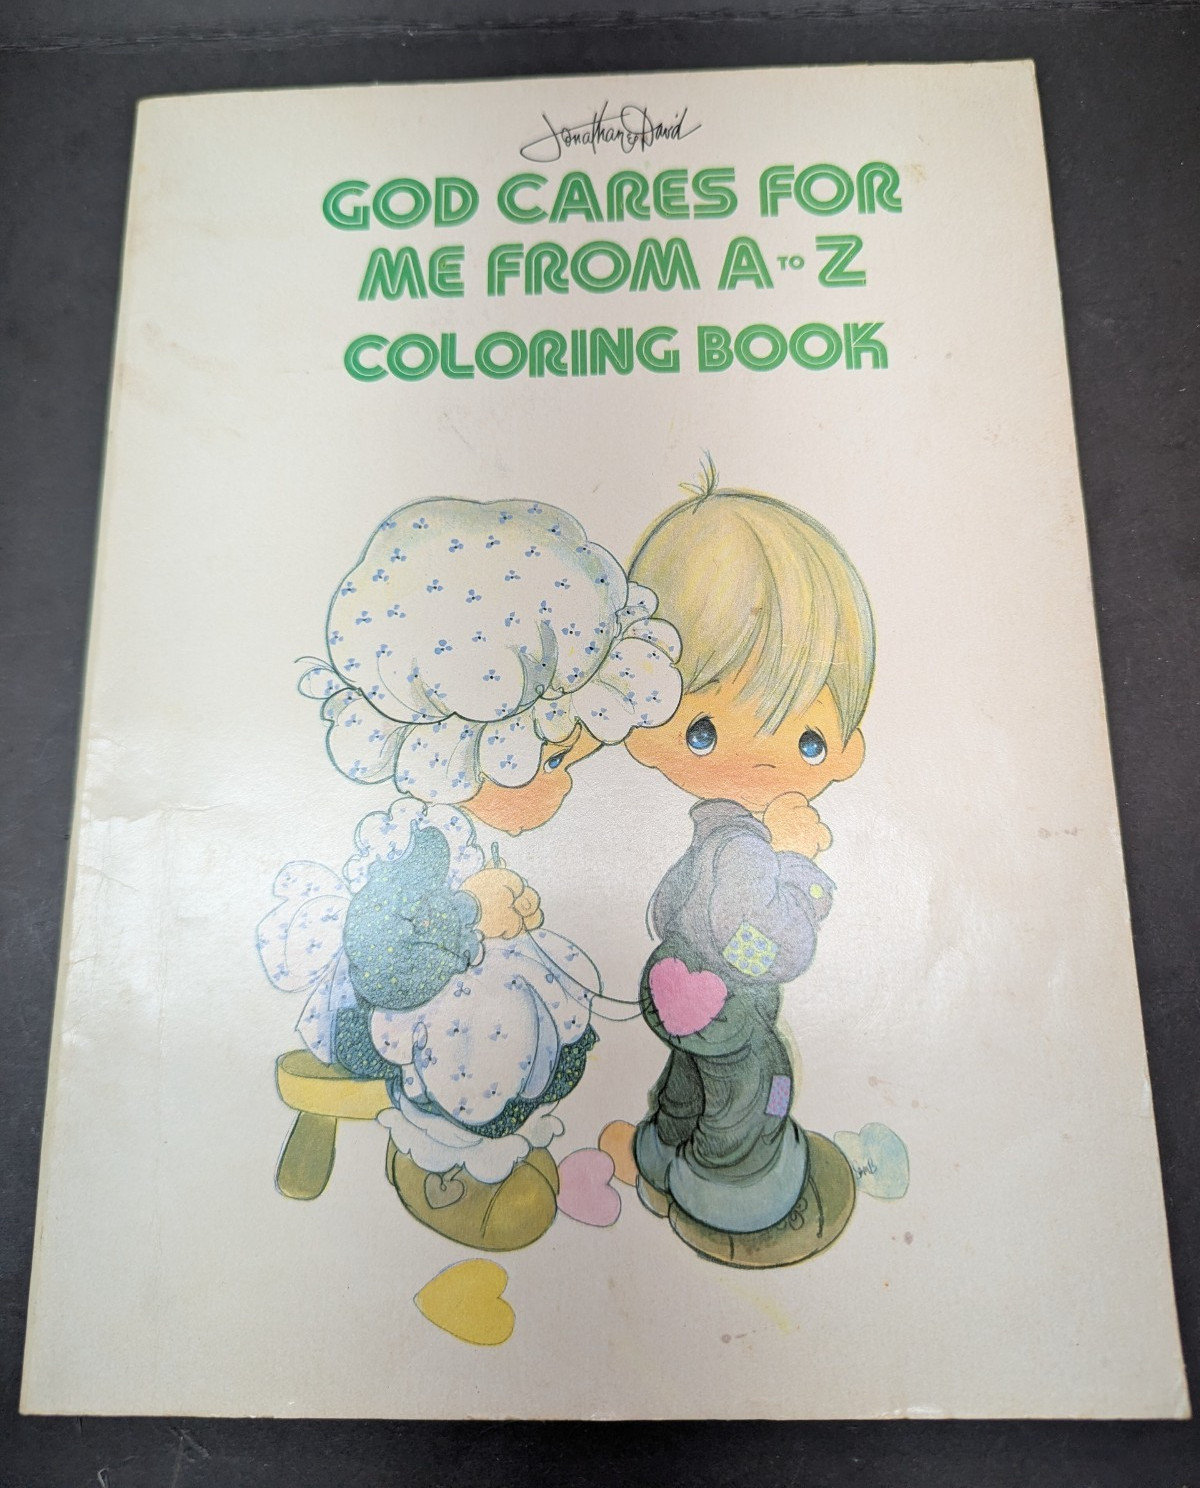 Jonathan & David
GOD CARES FOR
ME FROM A TO Z
COLORING BOOK